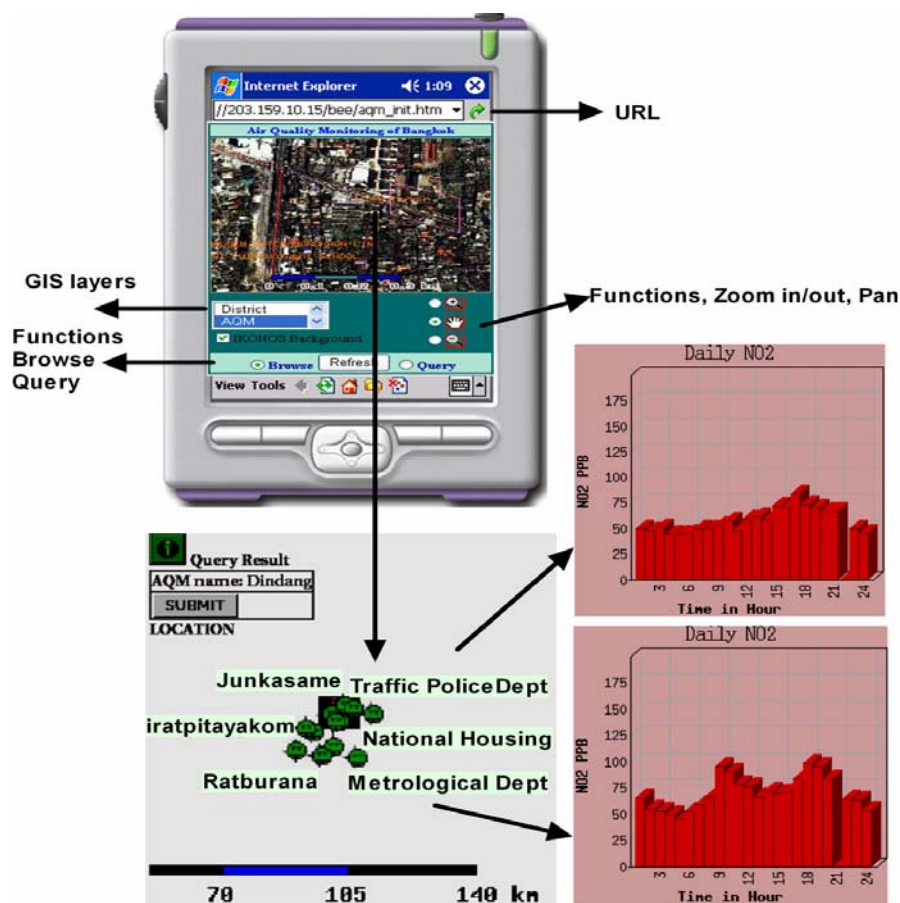 Internet Explorer 1:09
//203.159.10.15/bee/aqm_init.htm
URL
Air Quality Monitoring of Bangkok
GIS layers
District
AQM
IKONOS Background
Functions, Zoom in/out, Pan
Functions
Browse
Query
Browse Refresh Query
View Tools
Daily NO2
175
150
125
100
75
50
25
0
NO2 PPB
3 6 9 12 15 18 21 24
Time in Hour
Query Result
AQM name: Dindang
SUBMIT
LOCATION
Junkasame
Traffic Police Dept
iratpitayakom
National Housing
Ratburana
Metrological Dept
70 105 140 km
Daily NO2
175
150
125
100
75
50
25
0
NO2 PPB
3 6 9 12 15 18 21 24
Time in Hour